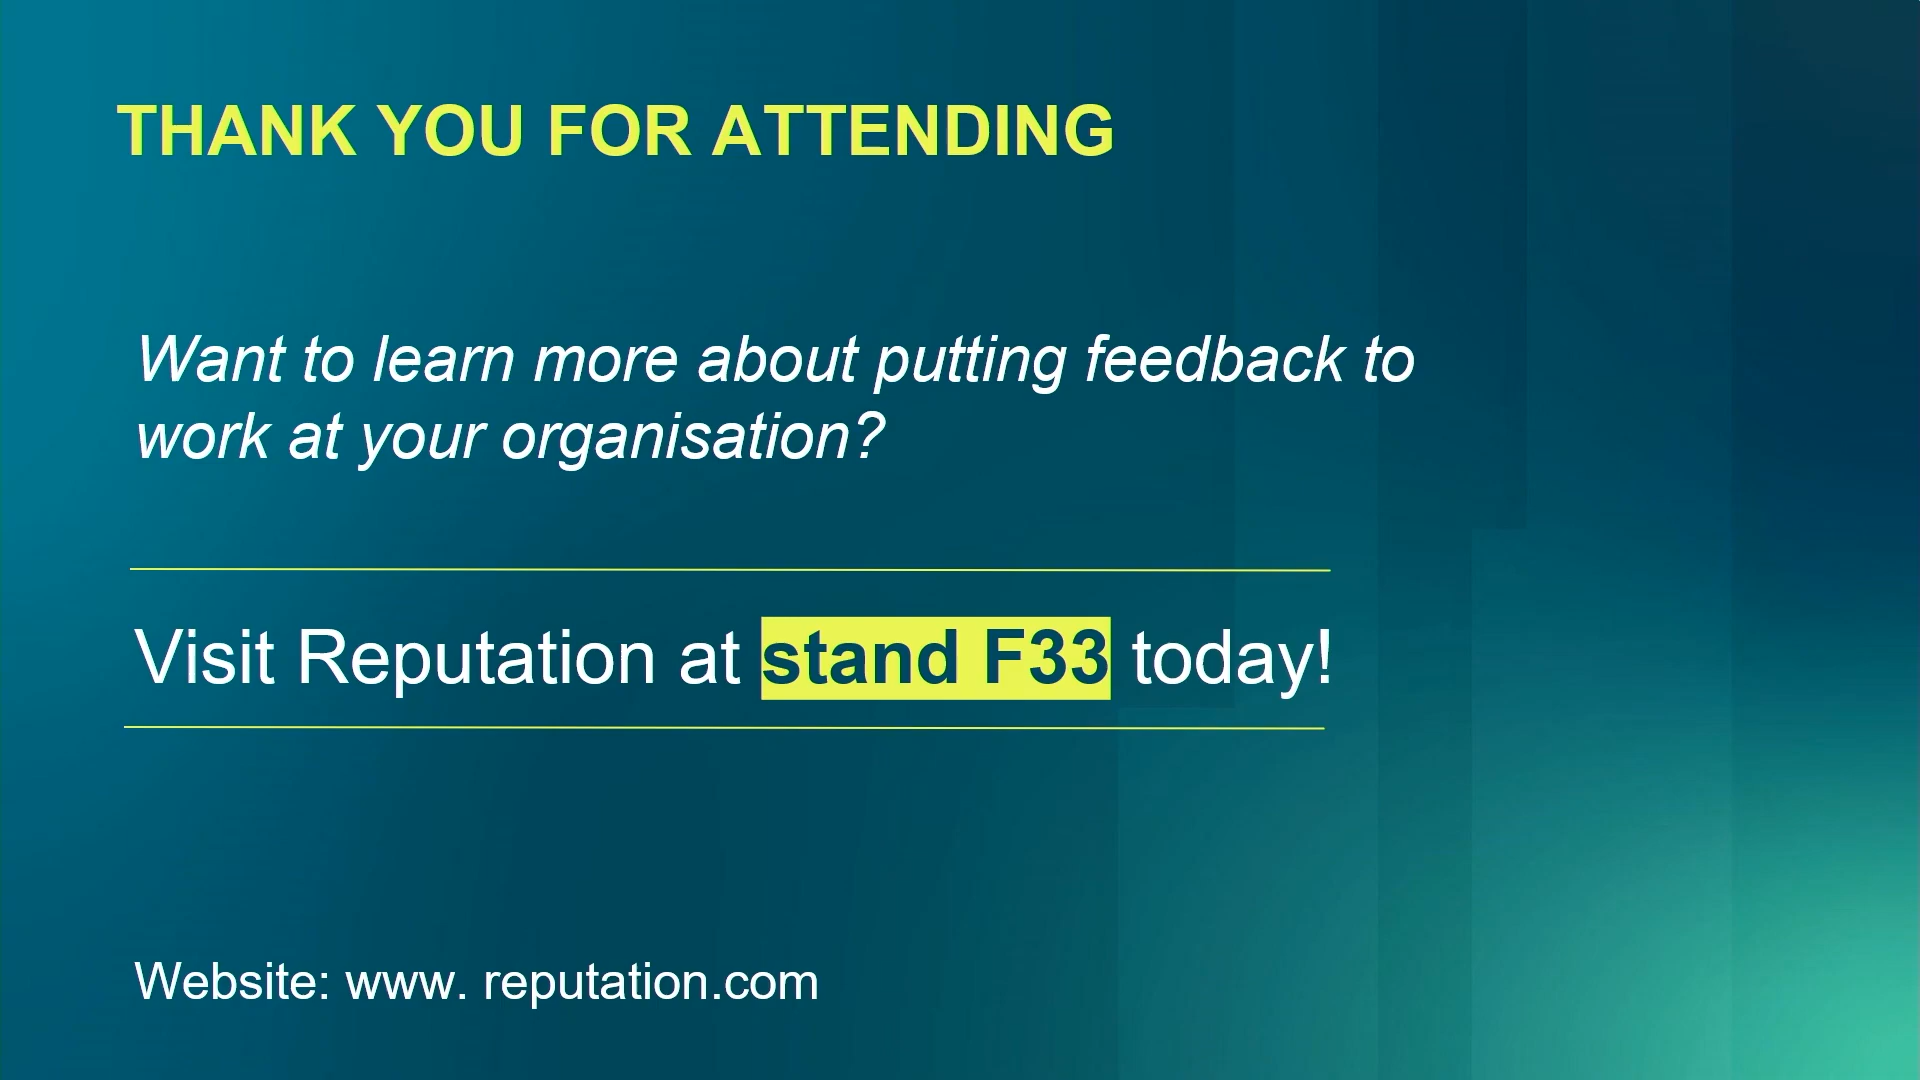 THANK YOU FOR ATTENDING
Want to learn more about putting feedback to
work at your organisation?
Visit Reputation at stand F33 today!
Website: www. reputation.com